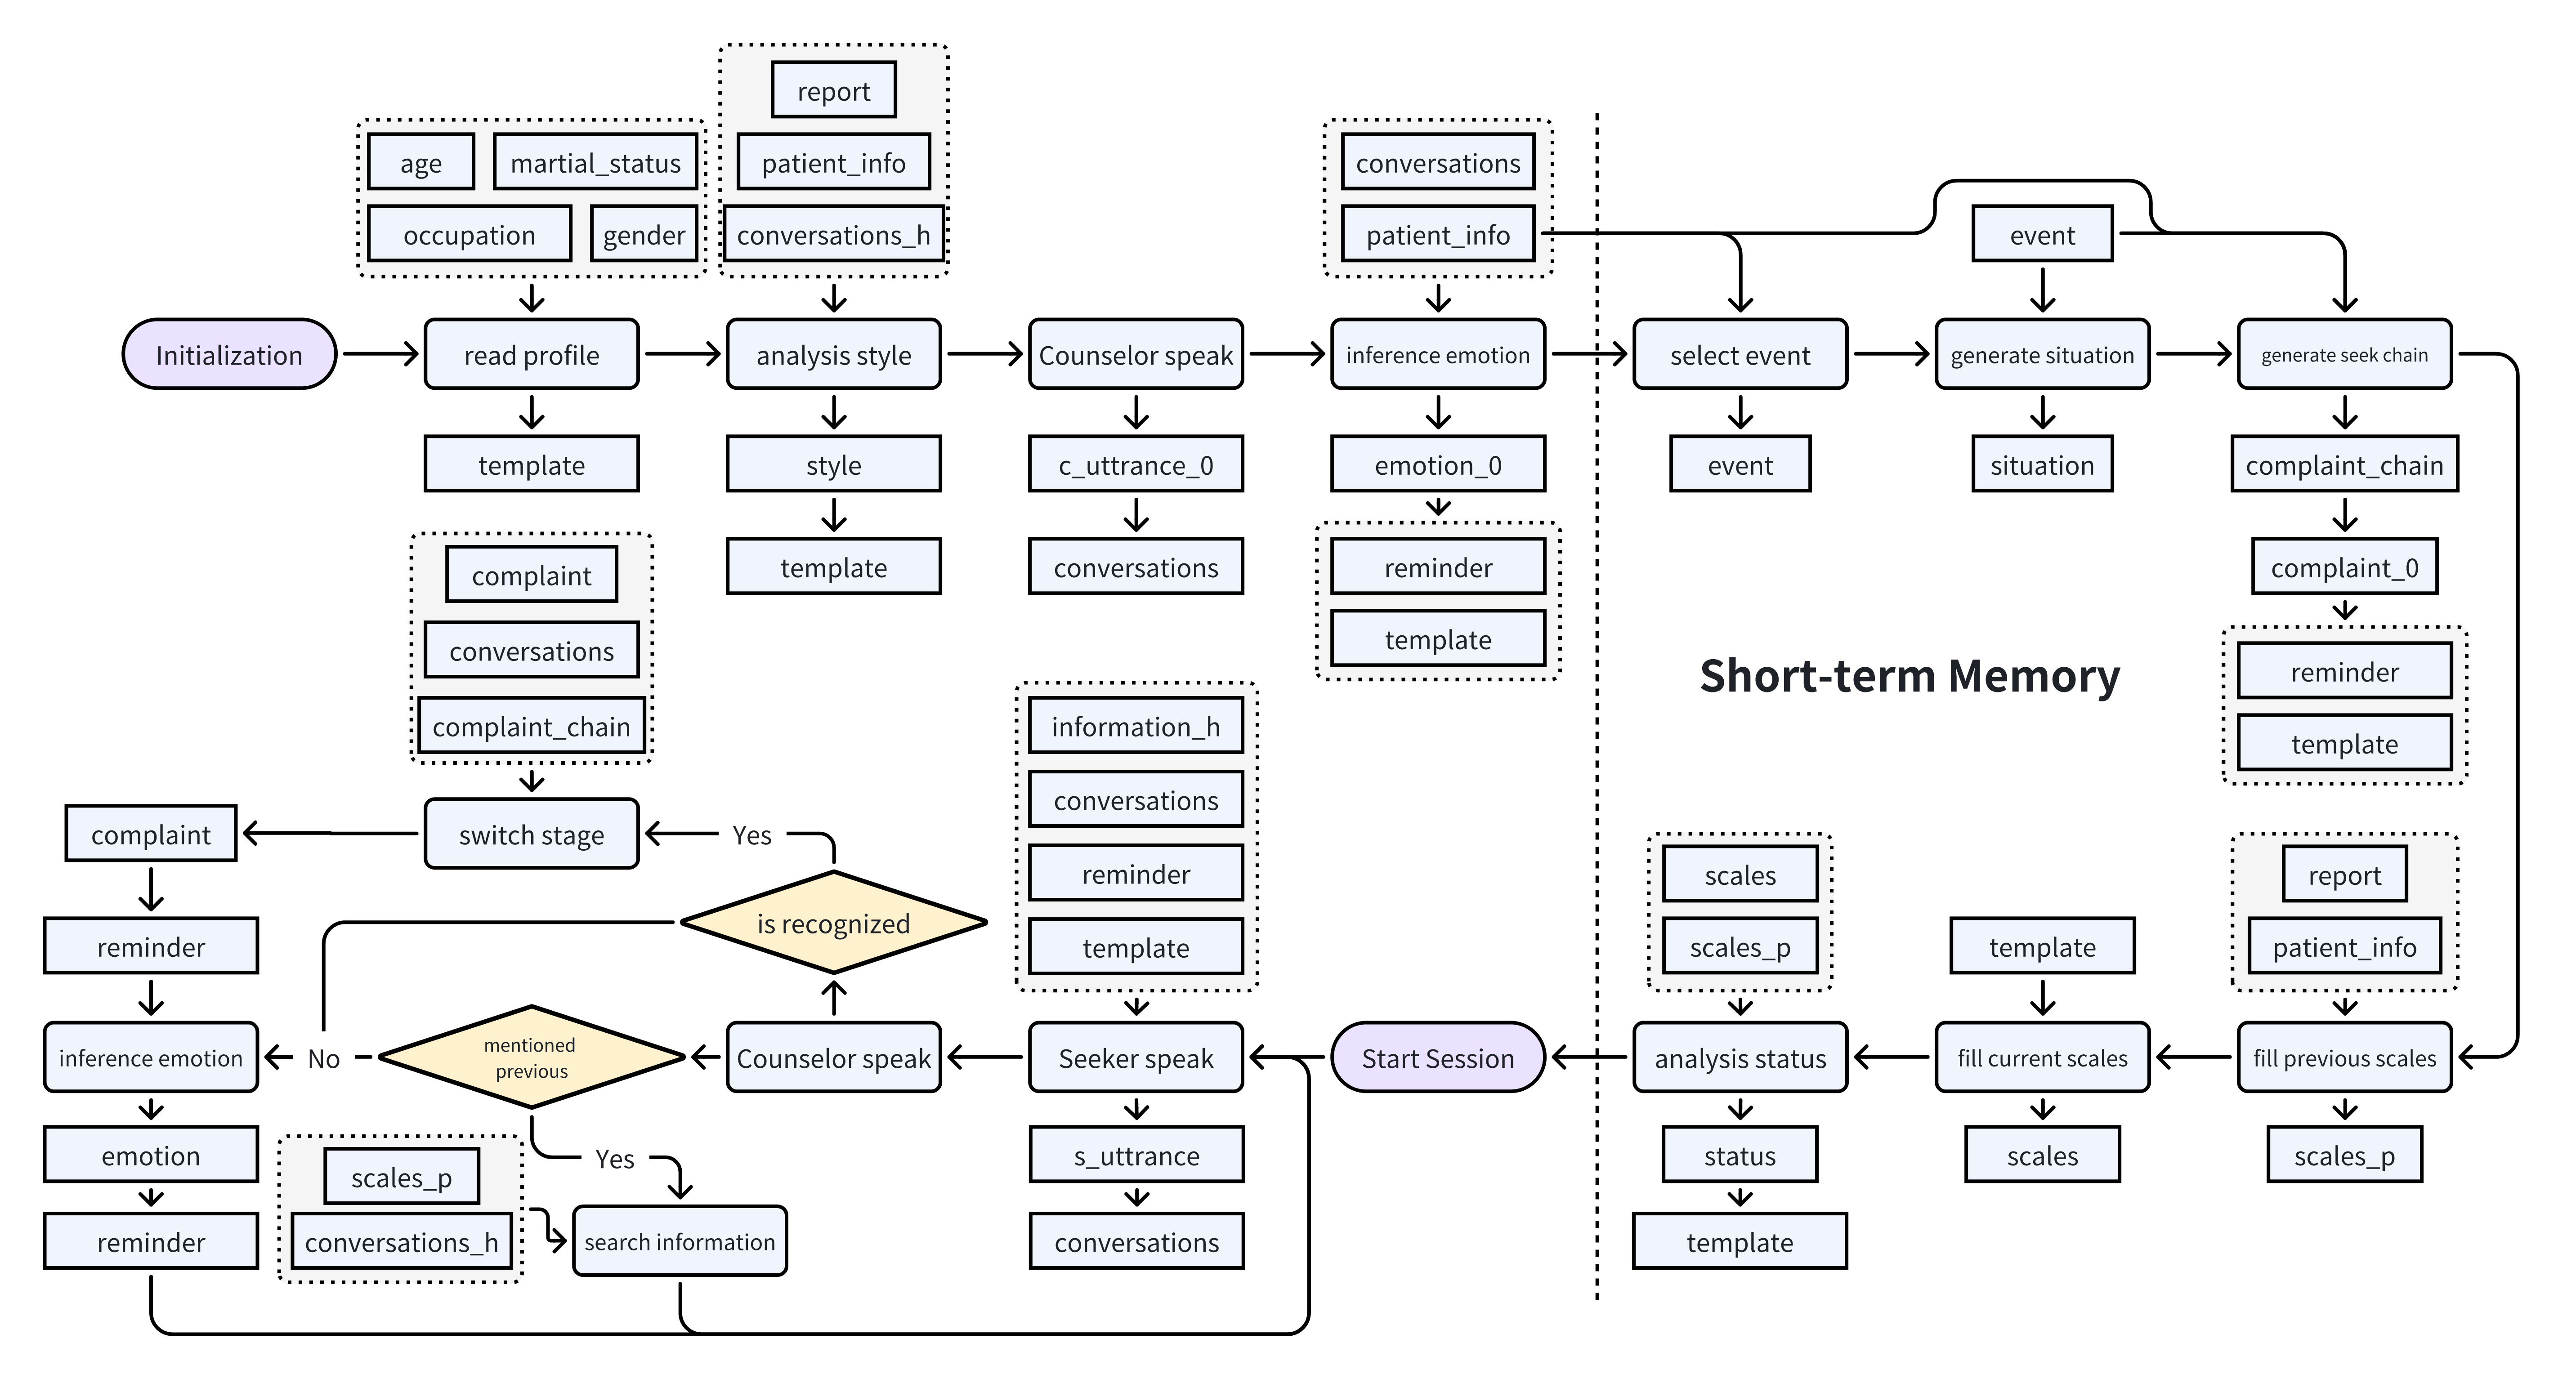 report
age
martial_status
patient_info
conversations
occupation
gender
conversations_h
patient_info
event
Initialization
read profile
analysis style
Counselor speak
inference emotion
select event
generate situation
generate seek chain
template
style
c_uttrance_0
emotion_0
event
situation
complaint_chain
complaint
template
conversations
reminder
complaint_0
conversations
template
reminder
Short-term Memory
complaint_chain
information_h
template
complaint
switch stage
Yes
conversations
scales
report
reminder
is recognized
reminder
template
scales_p
template
patient_info
inference emotion
No
mentioned
previous
Counselor speak
Seeker speak
Start Session
analysis status
fill current scales
fill previous scales
emotion
scales_p
Yes
s_uttrance
status
scales
scales_p
reminder
conversations_h
search information
conversations
template